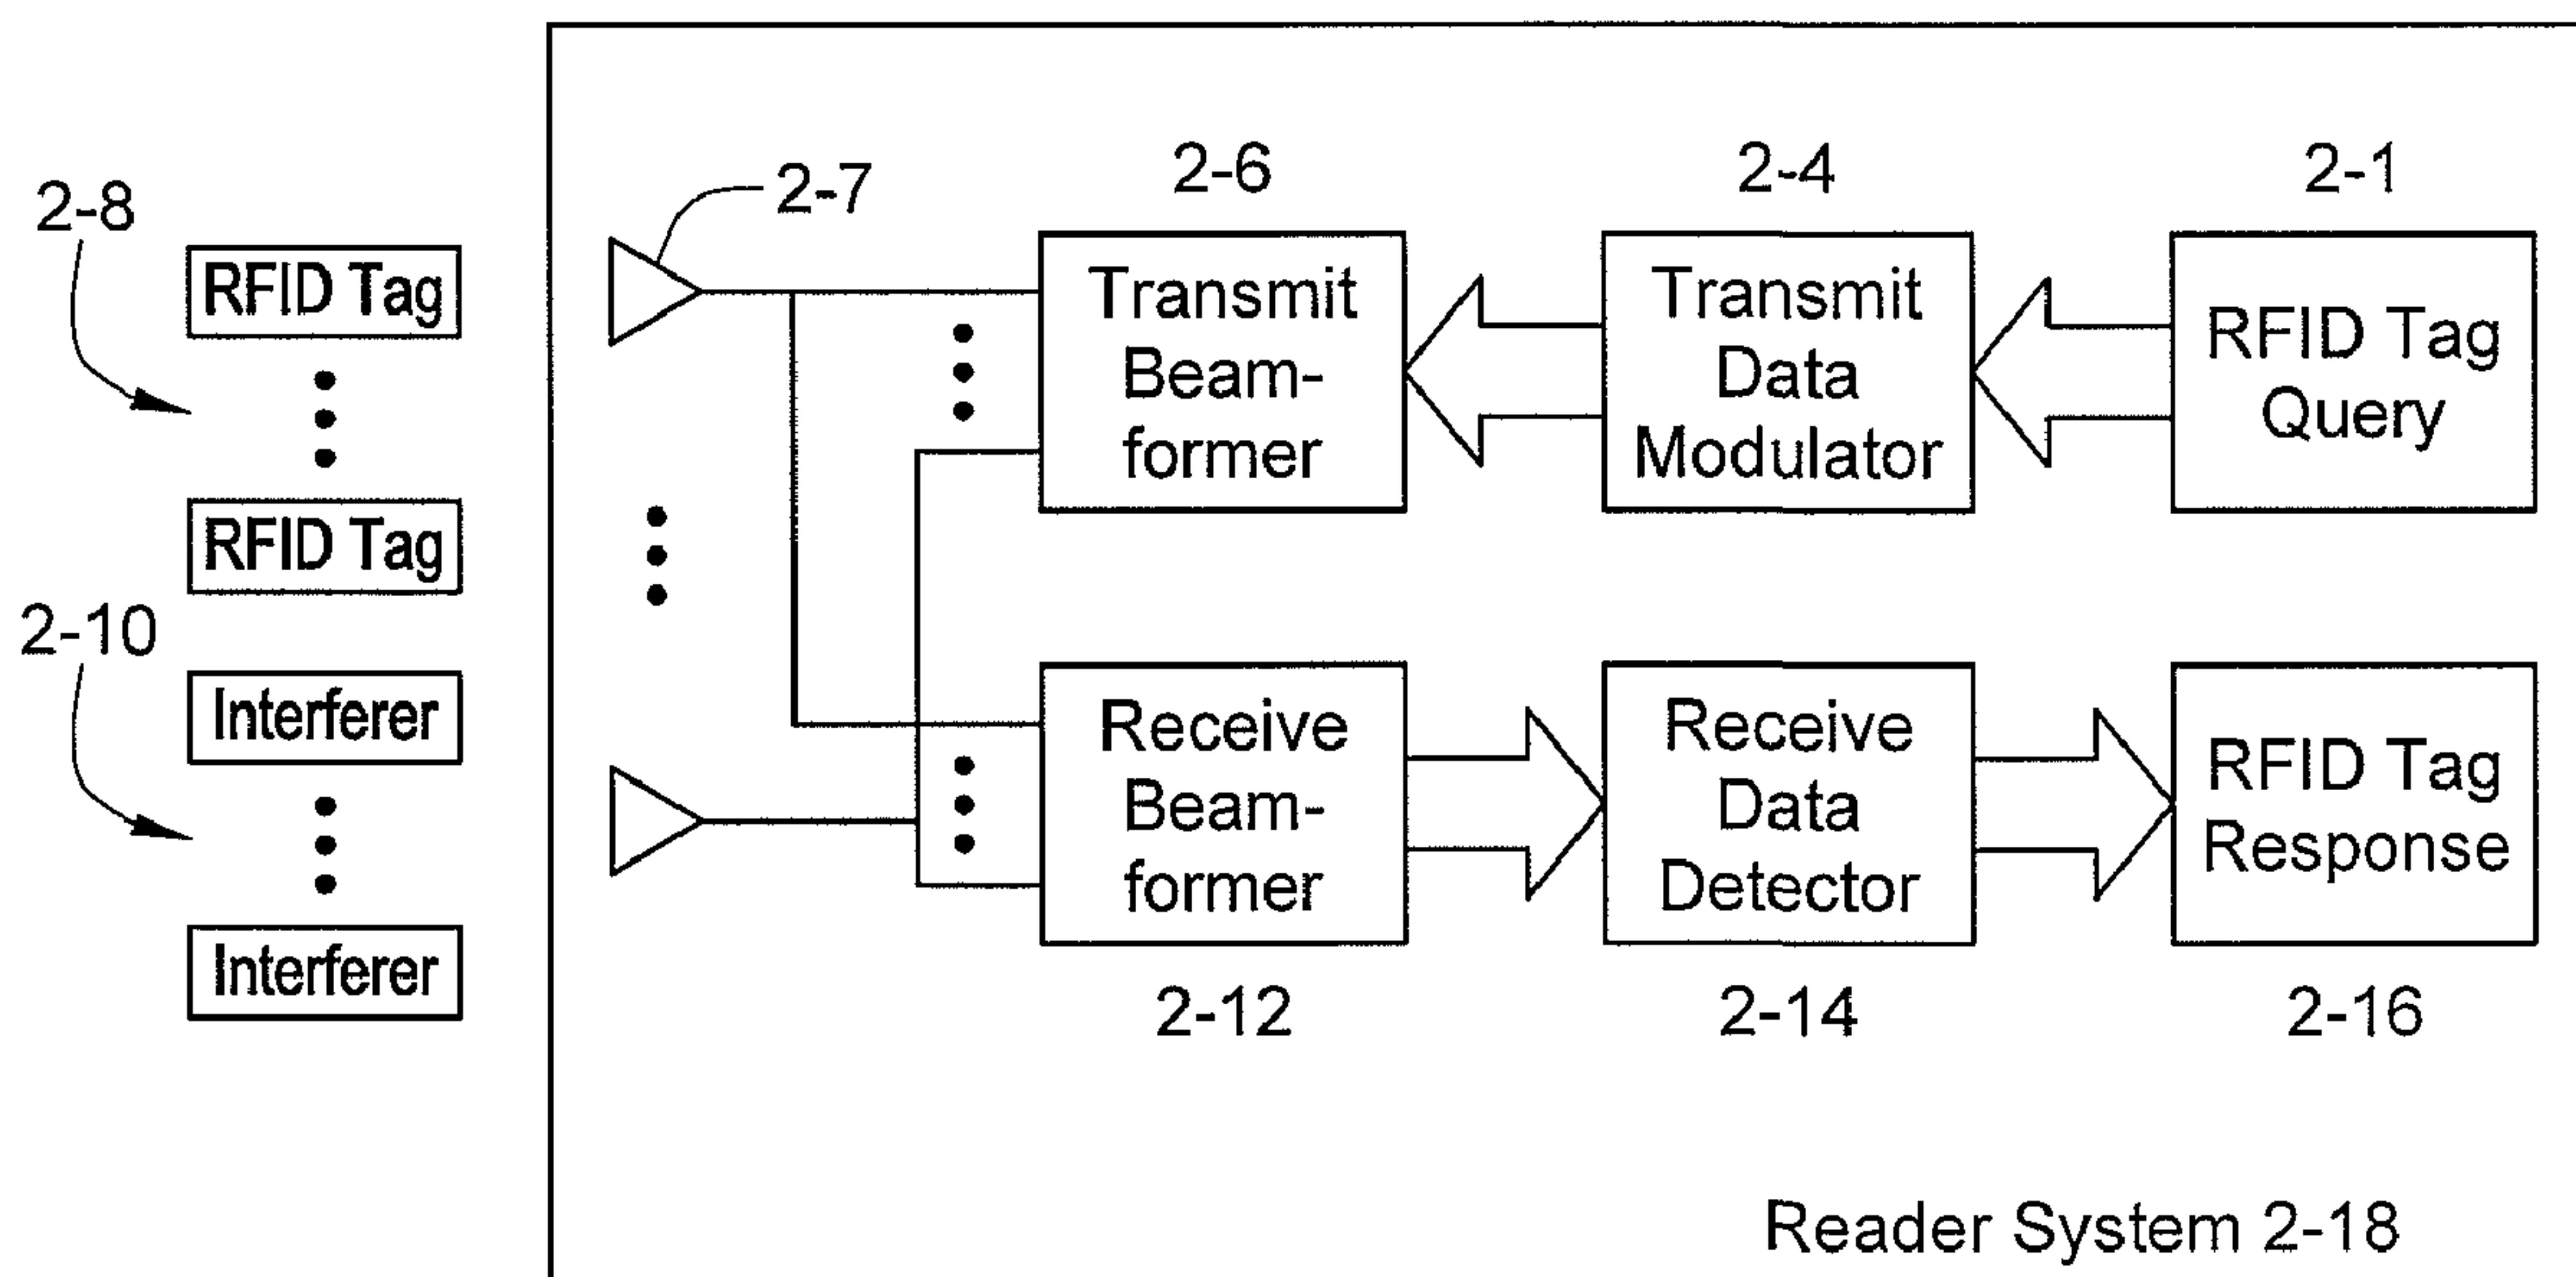 2-8
RFID Tag
RFID Tag
2-10
Interferer
Interferer
2-7
2-6
Transmit
Beam-
former
2-4
Transmit
Data
Modulator
2-1
RFID Tag
Query
Receive
Beam-
former
2-12
Receive
Data
Detector
2-14
RFID Tag
Response
2-16
Reader System 2-18